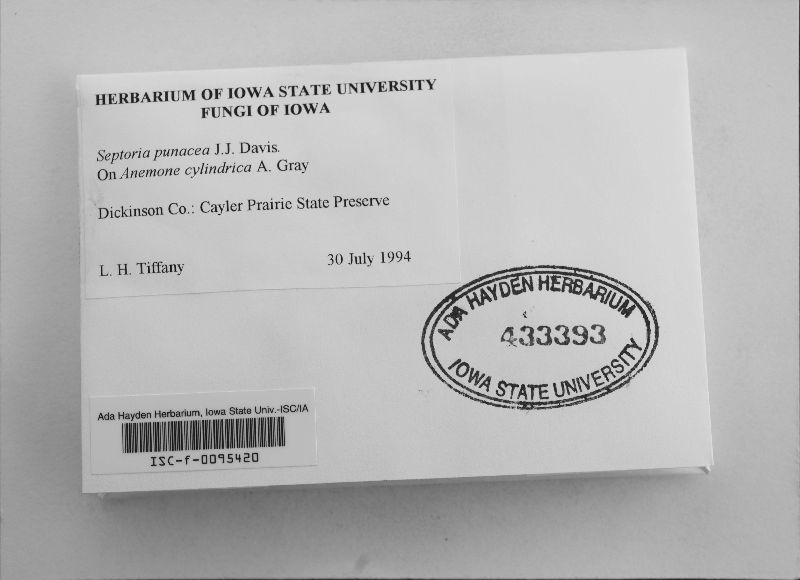 HERBARIUM OF IOWA STATE UNIVERSITY
FUNGI OF IOWA
Septoria punacea J.J. Davis.
On Anemone cylindrica A. Gray
Dickinson Co.: Cayler Prairie State Preserve
L. H. Tiffany 30 July 1994
ADA HAYDEN HERBARIUM
433393
IOWA STATE UNIVERSITY
Ada Hayden Herbarium, Iowa State Univ.-ISC/IA
ISC-f-0095420